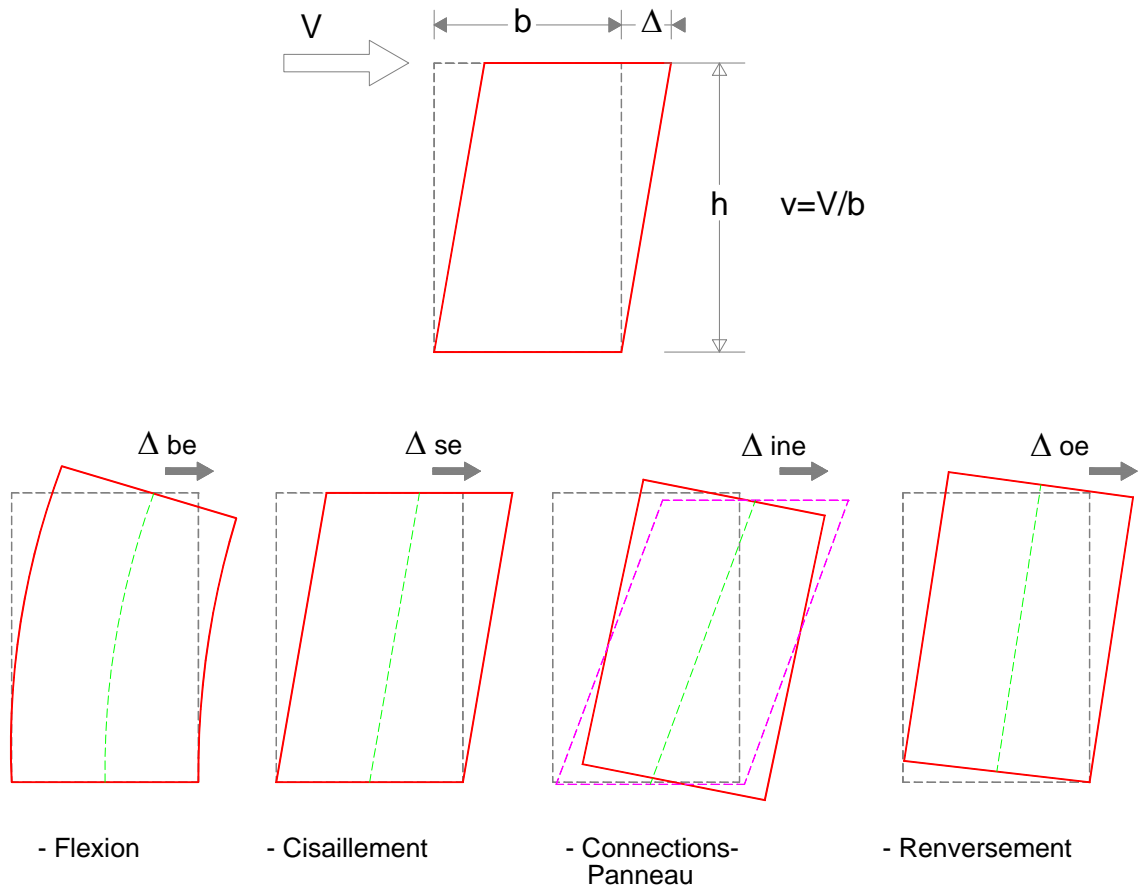 V
b
Δ
h
v=V/b
Δ be
Δ se
Δ ine
Δ oe
- Flexion
- Cisaillement
- Connections-
Panneau
- Renversement